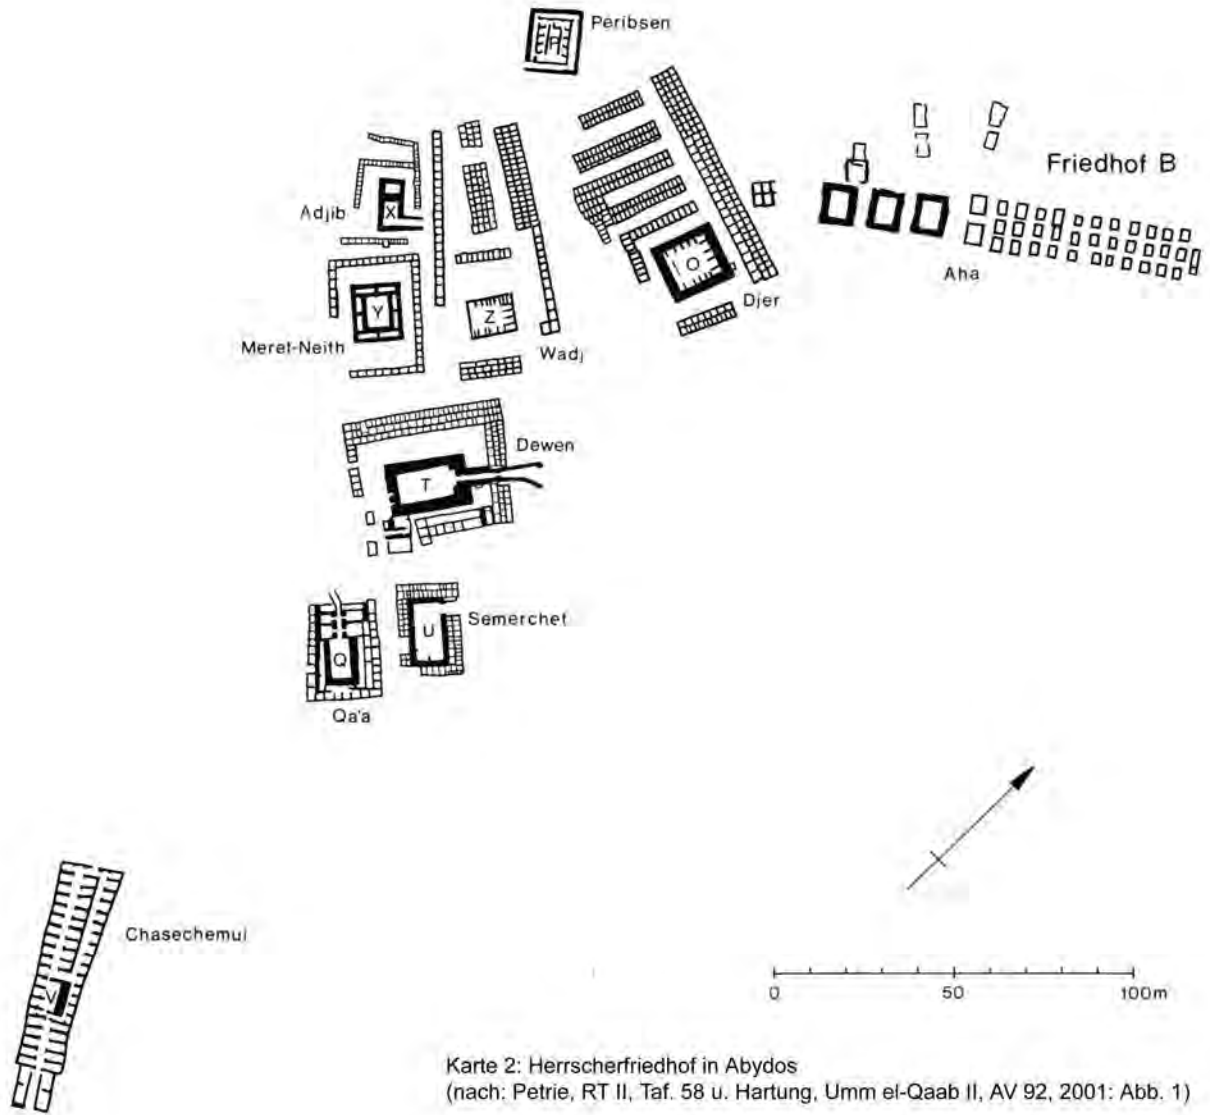 Peribsen
P
Friedhof B
Adjib
X
O
Aha
Djer
Y
Z
Meret-Neith
Wadj
Dewen
T
Semerchet
U
Q
Qa'a
Chasechemui
V
0 50 100m
Karte 2: Herrscherfriedhof in Abydos
(nach: Petrie, RT II, Taf. 58 u. Hartung, Umm el-Qaab II, AV 92, 2001: Abb. 1)